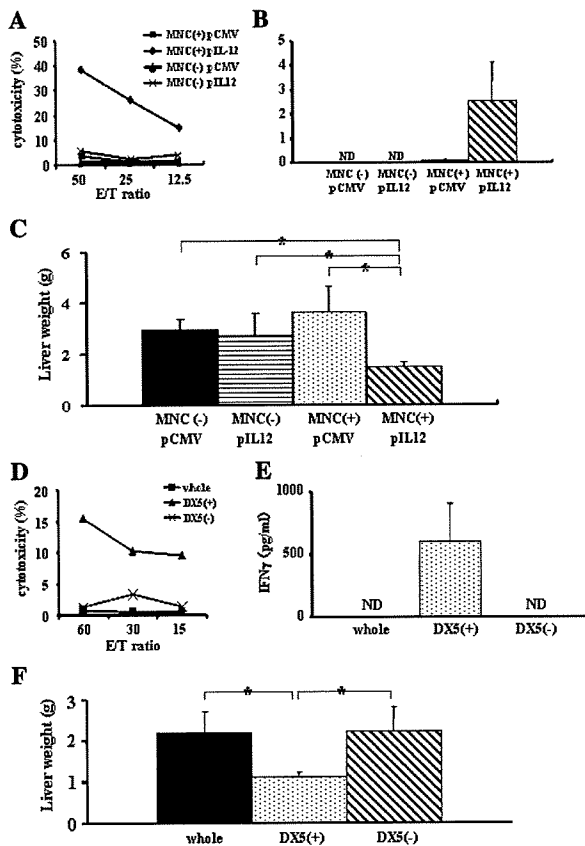 A
cytotoxicity (%)
50
40
30
20
10
0
50 25 12.5
E/T ratio
MNC(+) pCMV
MNC(+) pIL-12
MNC(-) pCMV
MNC(-) pIL12
B
5
4
3
2
1
0
ND ND
MNC (-) pCMV
MNC(-) pIL12
MNC(+) pCMV
MNC(+) pIL12
C
Liver weight (g)
6
4
2
0
*
*
*
MNC (-) pCMV
MNC(-) pIL12
MNC(+) pCMV
MNC(+) pIL12
D
cytotoxicity (%)
20
15
10
5
0
60 30 15
E/T ratio
whole
DX5(+)
DX5(-)
E
IFNγ (pg/ml)
1000
500
0
ND ND
whole DX5(+) DX5(-)
F
Liver weight (g)
3
2
1
0
* *
whole DX5(+) DX5(-)